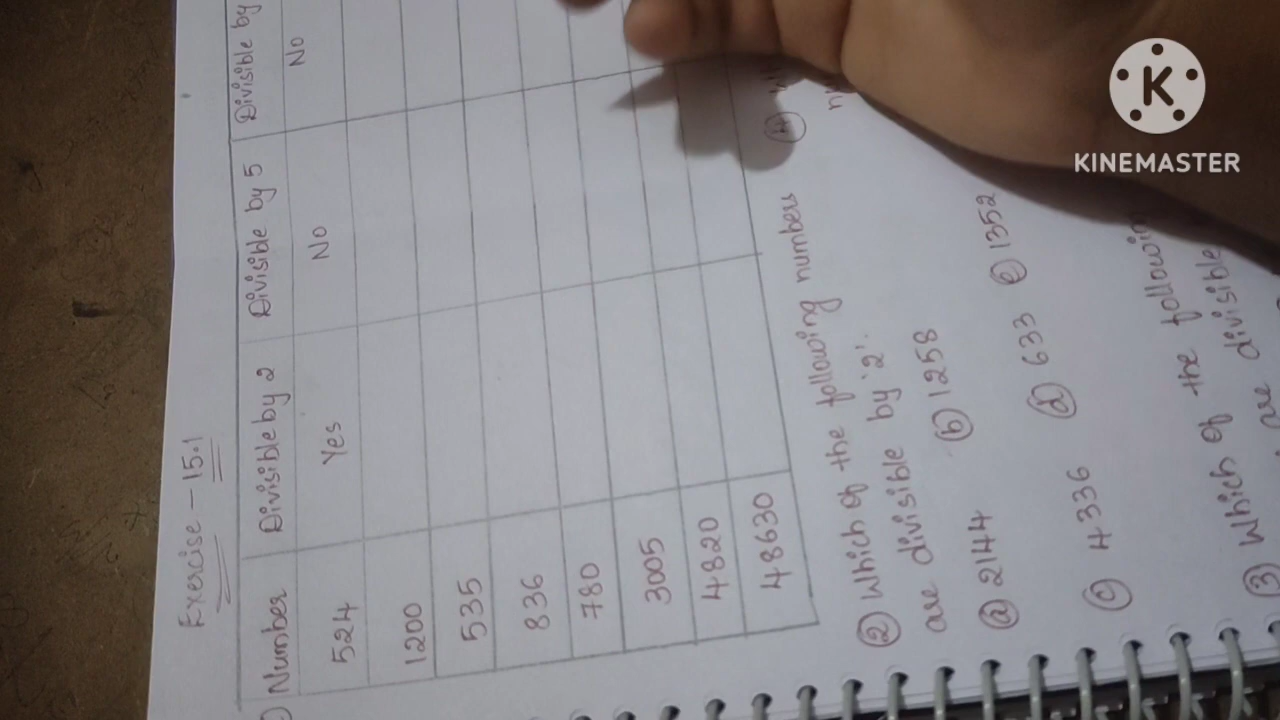 Exercise - 15.1
Number Divisible by 2 Divisible by 5 Divisible by
524 Yes No No
1200
535
836
780
3005
4820
48630
② Which of the following numbers
are divisible by '2'.
ⓐ 2144 ⓑ 1258
ⓒ 4336 ⓓ 633 ⓔ 1352
③ Which of the following
are divisible
④
KINEMASTER